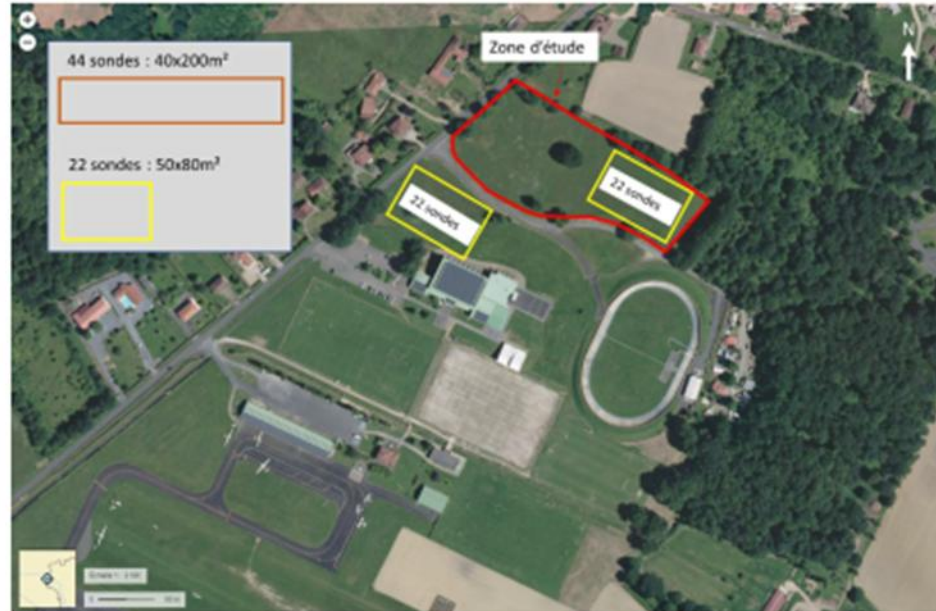 44 sondes : 40x200m²
22 sondes : 50x80m²
Zone d'étude
N
22 sondes
22 sondes